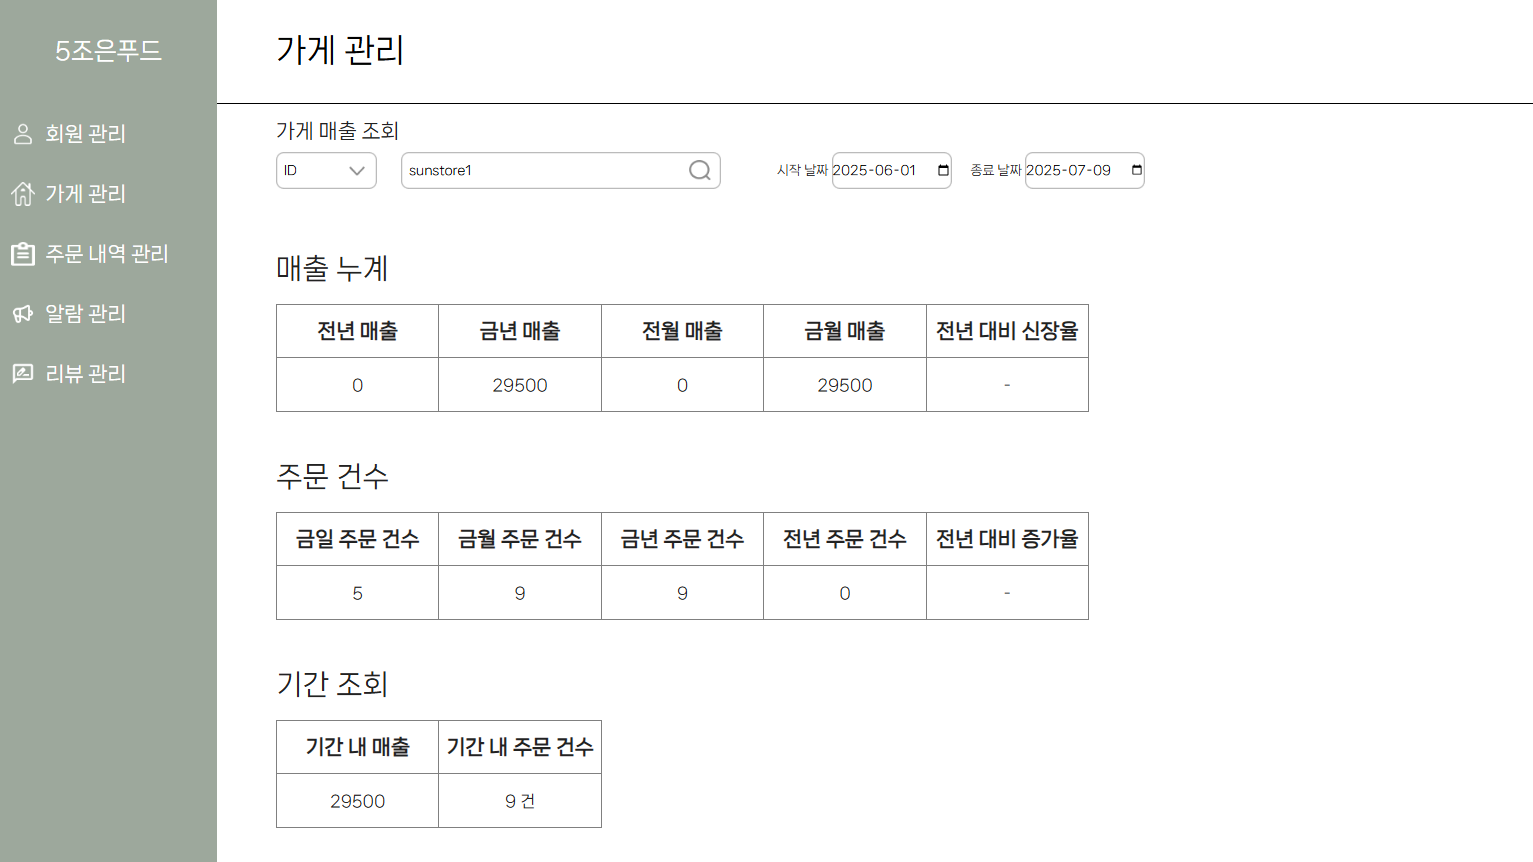 5조은푸드
회원 관리
가게 관리
주문 내역 관리
알람 관리
리뷰 관리
가게 관리
가게 매출 조회
ID sunstore1 시작 날짜 2025-06-01 종료 날짜 2025-07-09
매출 누계
전년 매출 금년 매출 전월 매출 금월 매출 전년 대비 신장율
0 29500 0 29500 -
주문 건수
금일 주문 건수 금월 주문 건수 금년 주문 건수 전년 주문 건수 전년 대비 증가율
5 9 9 0 -
기간 조회
기간 내 매출 기간 내 주문 건수
29500 9 건